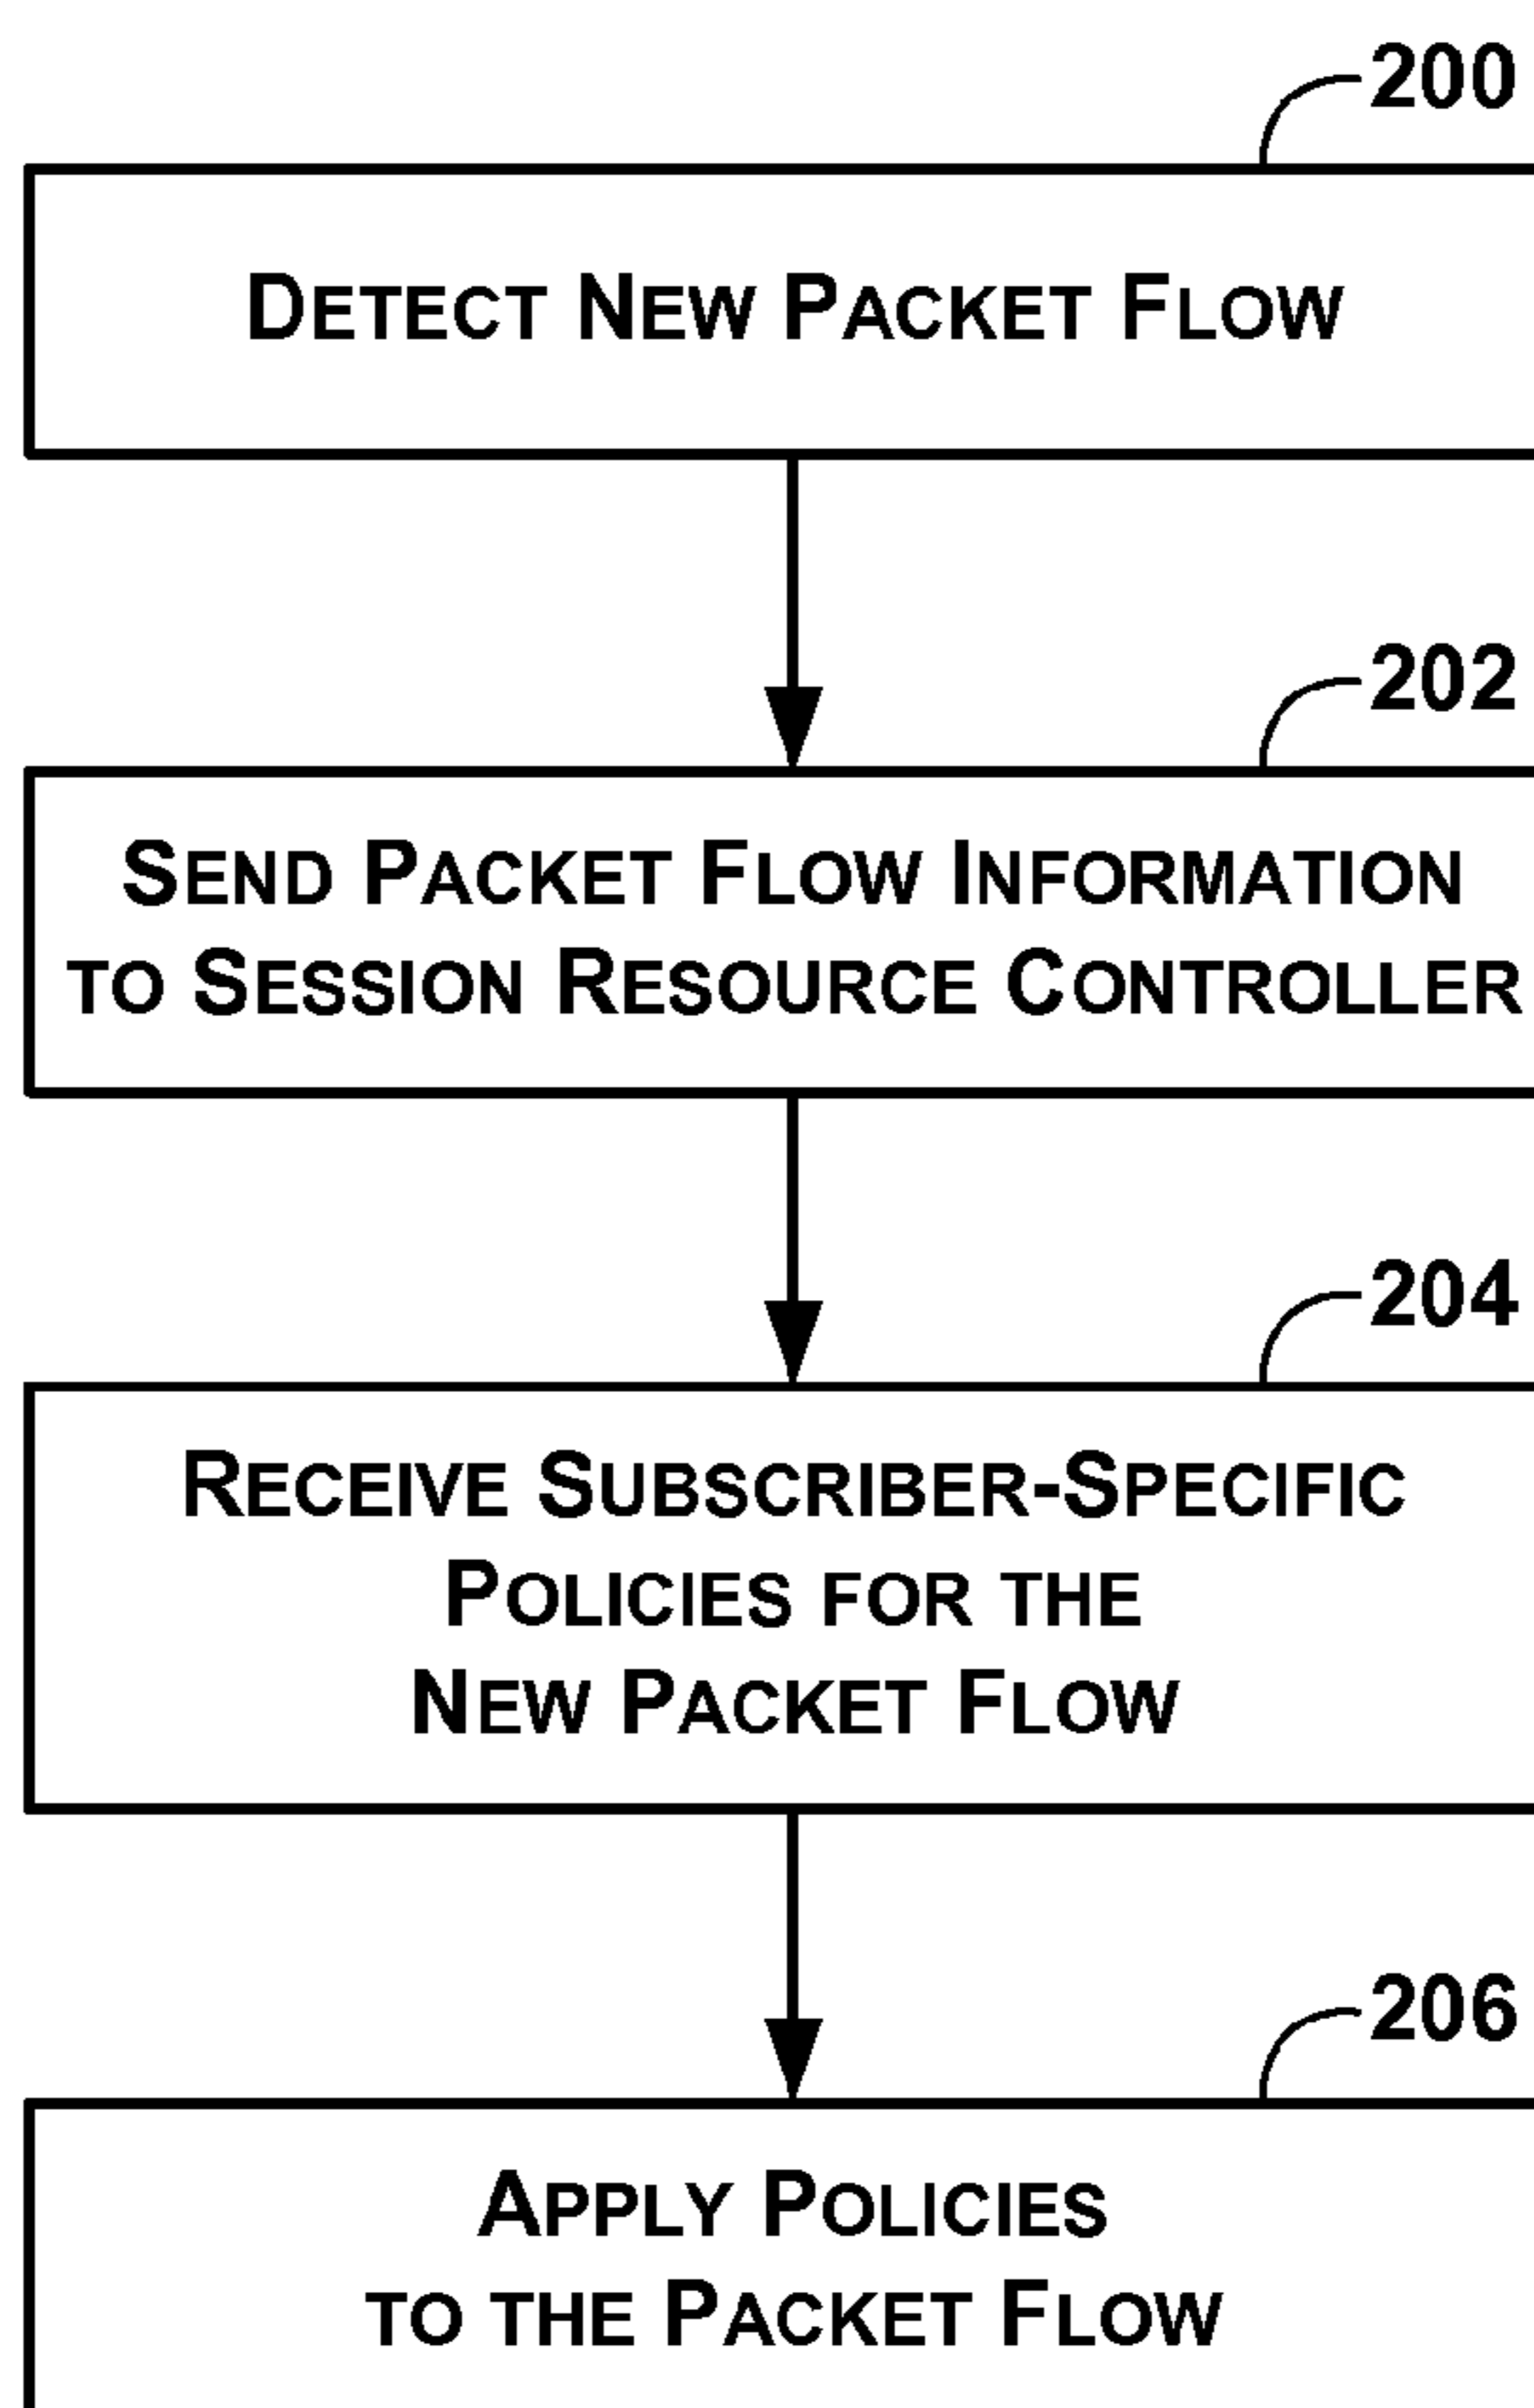 200
DETECT NEW PACKET FLOW
202
SEND PACKET FLOW INFORMATION
TO SESSION RESOURCE CONTROLLER
204
RECEIVE SUBSCRIBER-SPECIFIC
POLICIES FOR THE
NEW PACKET FLOW
206
APPLY POLICIES
TO THE PACKET FLOW